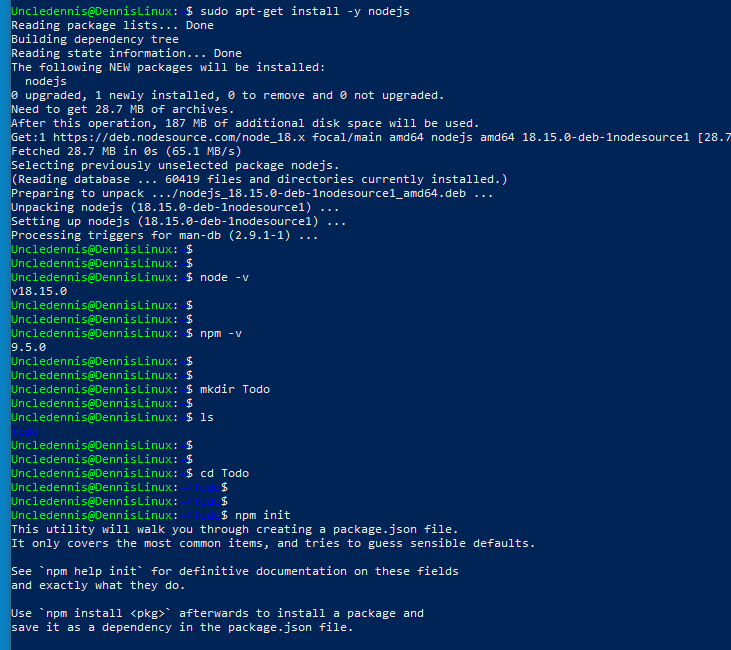 Uncledennis@DennisLinux: $ sudo apt-get install -y nodejs
Reading package lists... Done
Building dependency tree
Reading state information... Done
The following NEW packages will be installed:
  nodejs
0 upgraded, 1 newly installed, 0 to remove and 0 not upgraded.
Need to get 28.7 MB of archives.
After this operation, 187 MB of additional disk space will be used.
Get:1 https://deb.nodesource.com/node_18.x focal/main amd64 nodejs amd64 18.15.0-deb-1nodesource1 [28.7
Fetched 28.7 MB in 0s (65.1 MB/s)
Selecting previously unselected package nodejs.
(Reading database ... 60419 files and directories currently installed.)
Preparing to unpack .../nodejs_18.15.0-deb-1nodesource1_amd64.deb ...
Unpacking nodejs (18.15.0-deb-1nodesource1) ...
Setting up nodejs (18.15.0-deb-1nodesource1) ...
Processing triggers for man-db (2.9.1-1) ...
Uncledennis@DennisLinux: $
Uncledennis@DennisLinux: $
Uncledennis@DennisLinux: $ node -v
v18.15.0
Uncledennis@DennisLinux: $
Uncledennis@DennisLinux: $
Uncledennis@DennisLinux: $ npm -v
9.5.0
Uncledennis@DennisLinux: $
Uncledennis@DennisLinux: $
Uncledennis@DennisLinux: $ mkdir Todo
Uncledennis@DennisLinux: $
Uncledennis@DennisLinux: $ ls
Todo
Uncledennis@DennisLinux: $
Uncledennis@DennisLinux: $
Uncledennis@DennisLinux: $ cd Todo
Uncledennis@DennisLinux:~/Todo$
Uncledennis@DennisLinux:~/Todo$
Uncledennis@DennisLinux:~/Todo$ npm init
This utility will walk you through creating a package.json file.
It only covers the most common items, and tries to guess sensible defaults.
See `npm help init` for definitive documentation on these fields
and exactly what they do.
Use `npm install <pkg>` afterwards to install a package and
save it as a dependency in the package.json file.